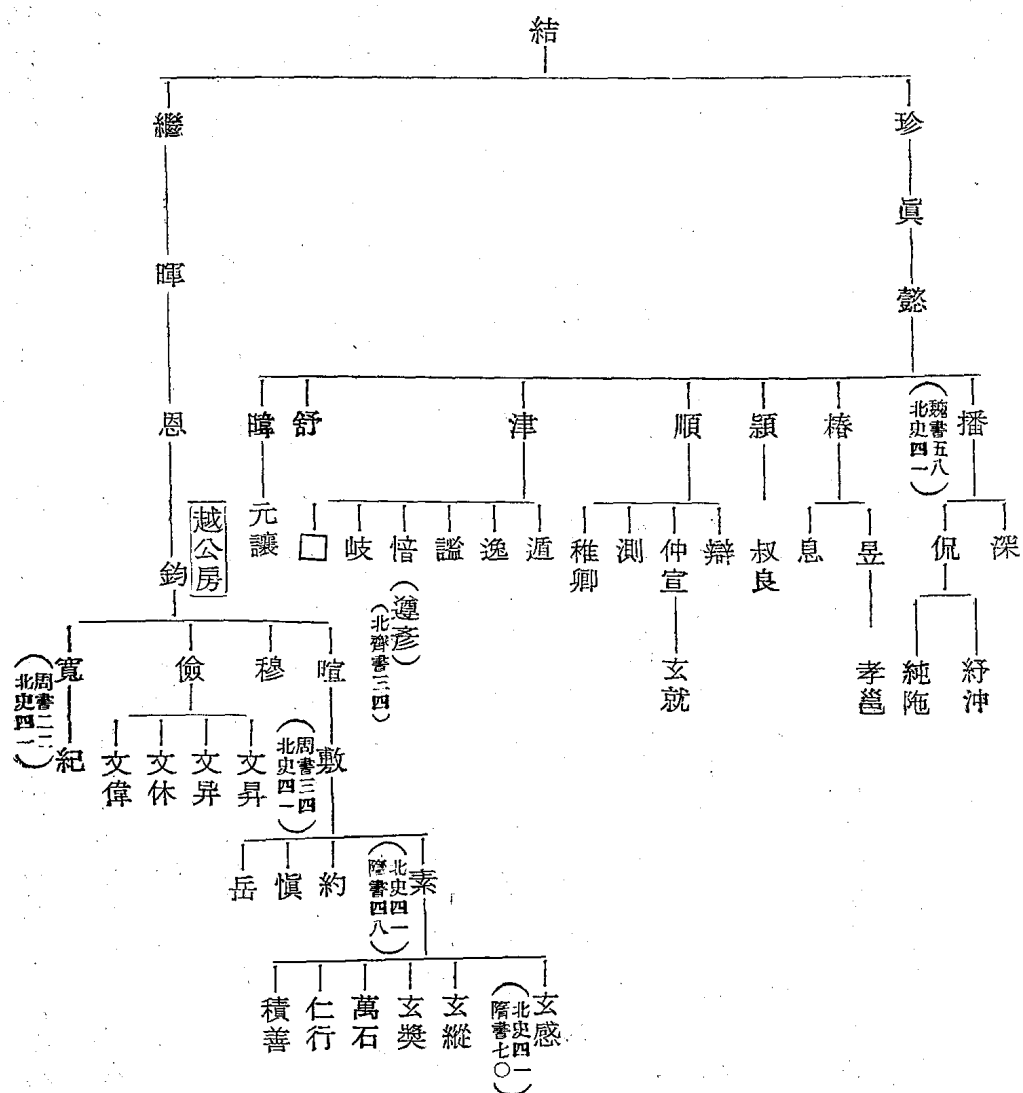 結
珍
繼
眞
暉
懿
播
(魏書五八
北史四一)
椿
頴
順
津
舒
暐
恩
深
侃
昱
息
叔良
辯
仲宣
測
稚卿
遁
逸
謐
愔
(遵彥)
(北齊書三四)
岐
□
元讓
越公房
鈞
紓沖
純陁
孝邕
玄就
暄
穆
儉
寬
(周書二二
北史四一)
敷
(周書三四
北史四一)
文昇
文异
文休
文偉
紀
素
(北史四一
隋書四八)
約
愼
岳
玄感
(北史四一
隋書七〇)
玄縱
玄奬
萬石
仁行
積善